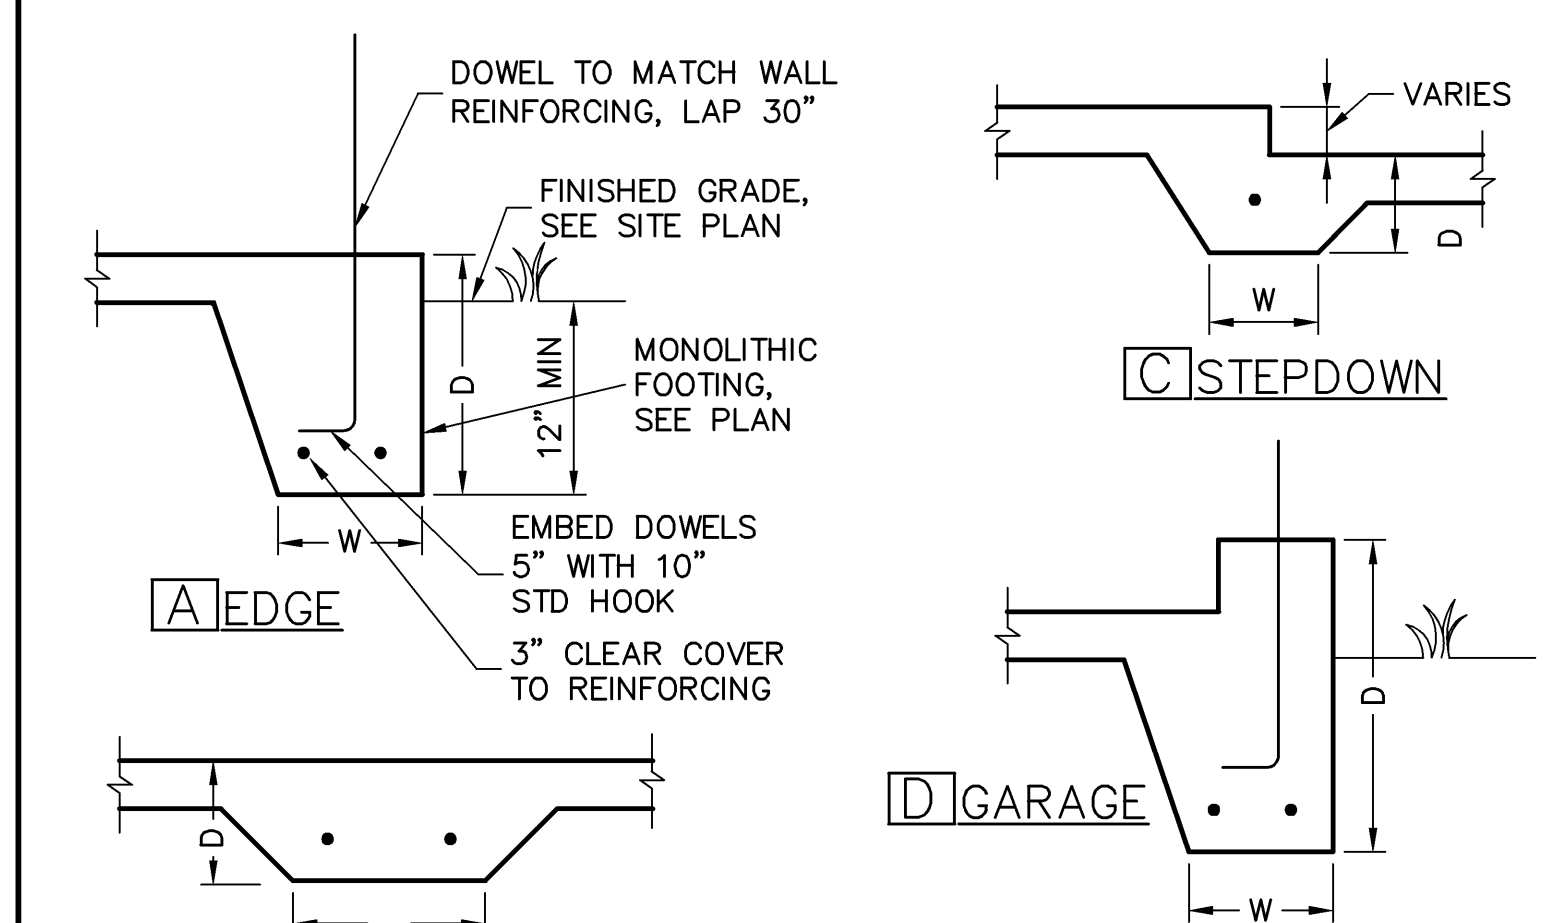 DOWEL TO MATCH WALL
REINFORCING, LAP 30”
FINISHED GRADE,
SEE SITE PLAN
D
12” MIN
MONOLITHIC
FOOTING,
SEE PLAN
W
EMBED DOWELS
5” WITH 10”
STD HOOK
3” CLEAR COVER
TO REINFORCING
A EDGE
D
VARIES
D
W
C STEPDOWN
D
D GARAGE
W